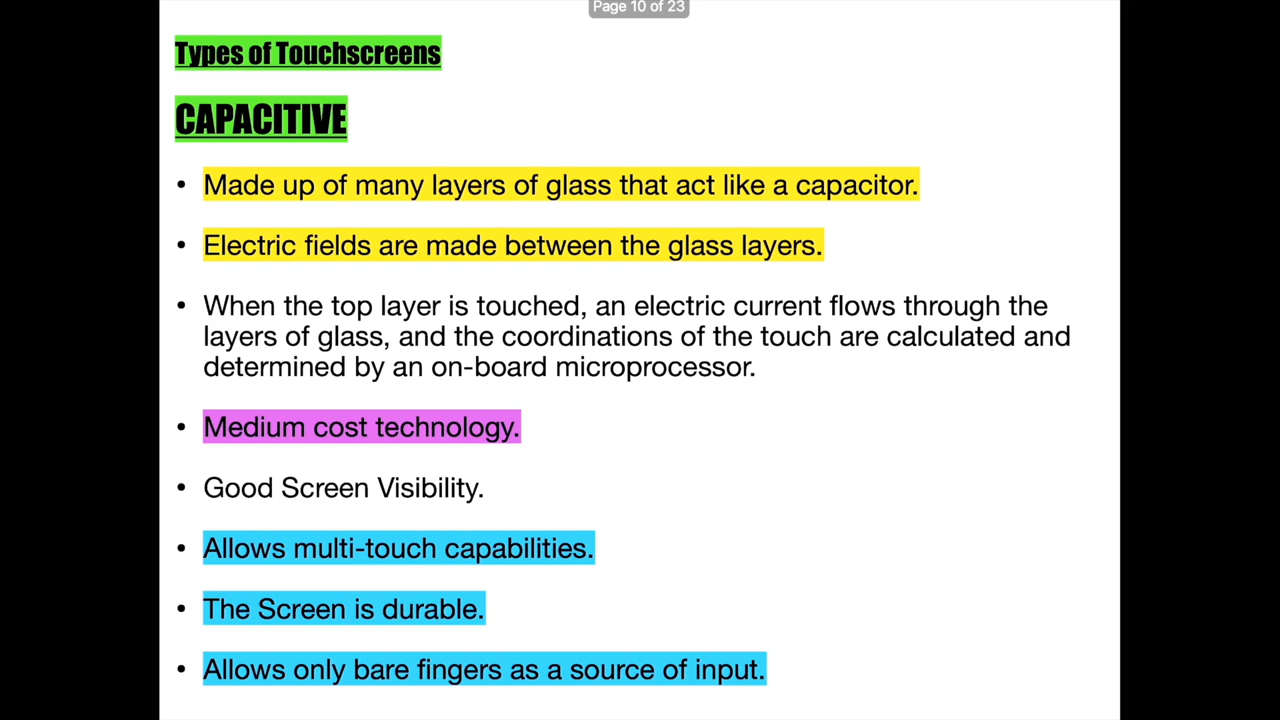 Page 10 of 23
Types of Touchscreens
CAPACITIVE
• Made up of many layers of glass that act like a capacitor.
• Electric fields are made between the glass layers.
• When the top layer is touched, an electric current flows through the
layers of glass, and the coordinations of the touch are calculated and
determined by an on-board microprocessor.
• Medium cost technology.
• Good Screen Visibility.
• Allows multi-touch capabilities.
• The Screen is durable.
• Allows only bare fingers as a source of input.